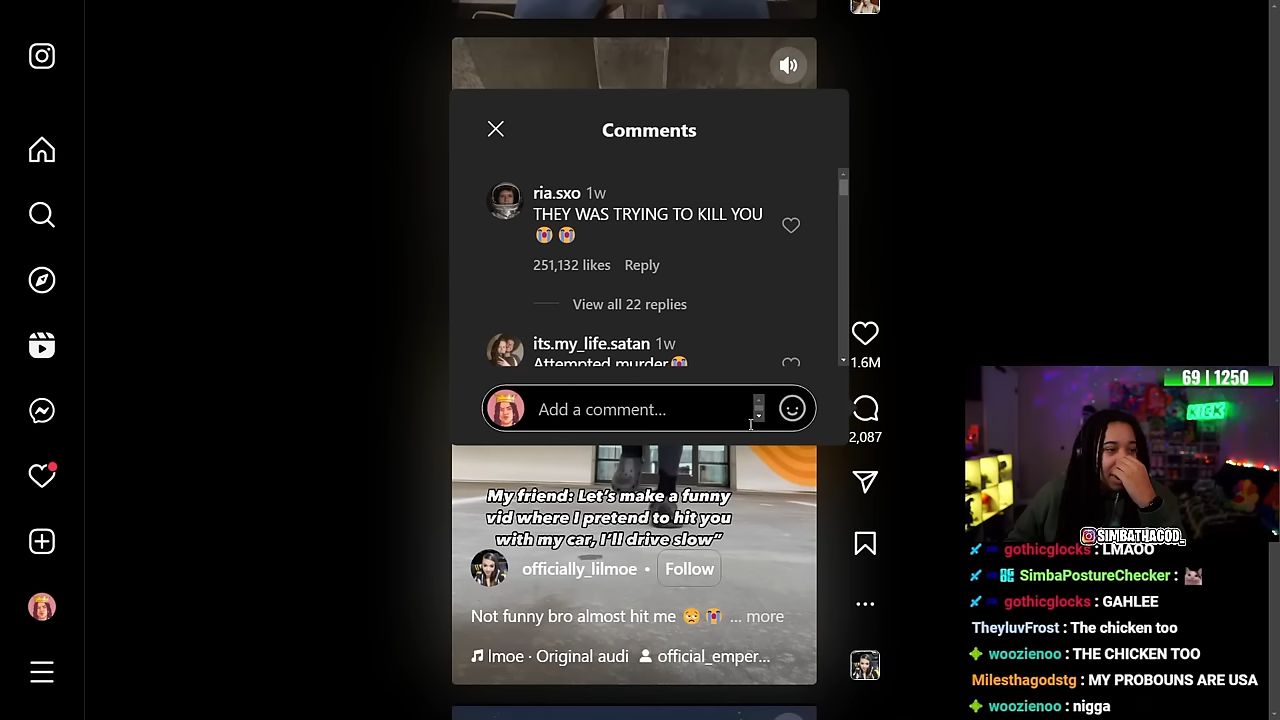 Comments
ria.sxo 1w
THEY WAS TRYING TO KILL YOU
😭 😭
251,132 likes Reply
View all 22 replies
its.my_life.satan 1w
Attempted murder😭
1.6M
Add a comment...
2,087
My friend: Let's make a funny
vid where I pretend to hit you
with my car, I'll drive slow”
officially_lilmoe • Follow
Not funny bro almost hit me 😟 😭 ... more
lmoe · Original audi official_emper...
69 | 1250
KICK
SIMBATHAGOD_
gothicglocks : LMAOO
SimbaPostureChecker :
gothicglocks : GAHLEE
TheyluvFrost : The chicken too
woozienoo : THE CHICKEN TOO
Milesthagodstg : MY PROBOUNS ARE USA
woozienoo : nigga